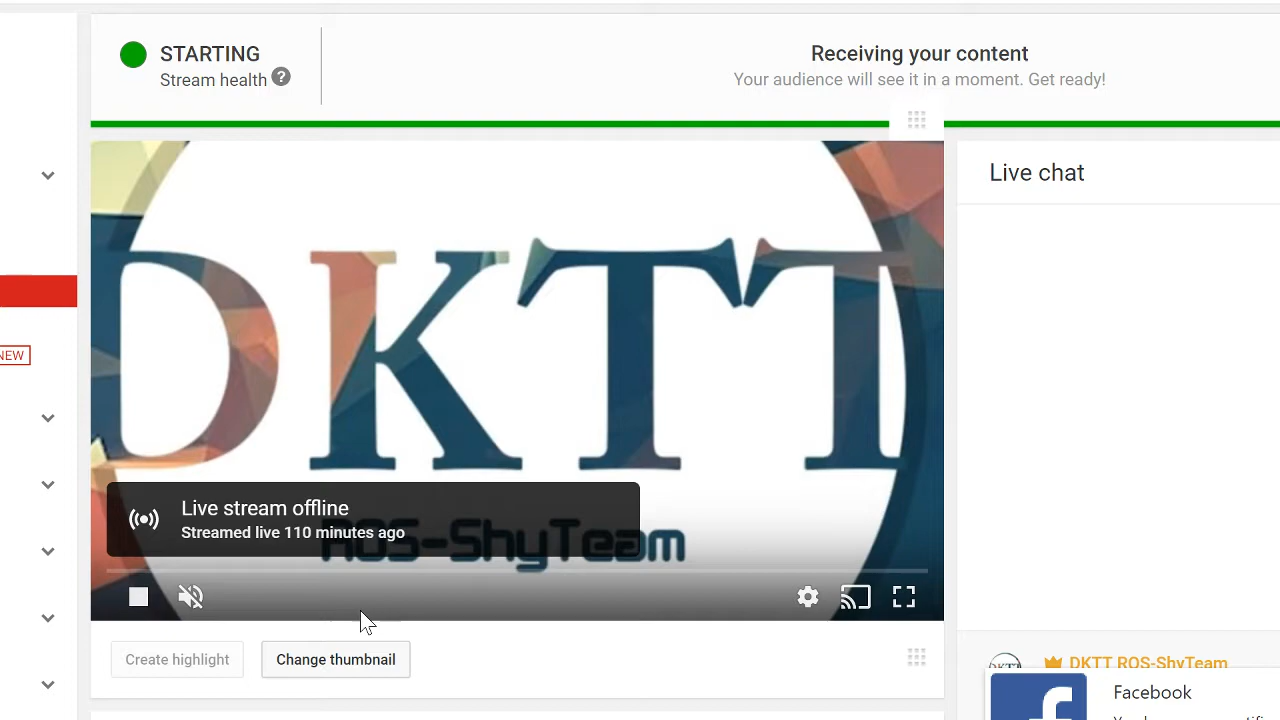 STARTING
Stream health ?
Receiving your content
Your audience will see it in a moment. Get ready!
NEW
Live chat
DKTT
Live stream offline
Streamed live 110 minutes ago
ROS-ShyTeam
Create highlight
Change thumbnail
DKTT
DKTT ROS-ShyTeam
Facebook